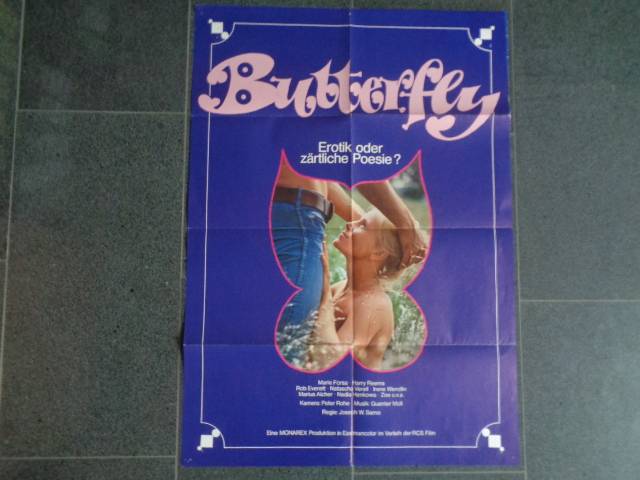 Butterfly
Erotik oder
zärtliche Poesie?
Marie Forsa · Harry Reems
Rob Everett · Natascha Verell · Irene Wendlin
Marius Aicher · Nadia Henkowa · Zoe u.v.a.
Kamera: Peter Rohe · Musik: Guenter Moll
Regie: Joseph W. Sarno
Eine MONAREX Produktion in Eastmancolor im Verleih der RCS Film